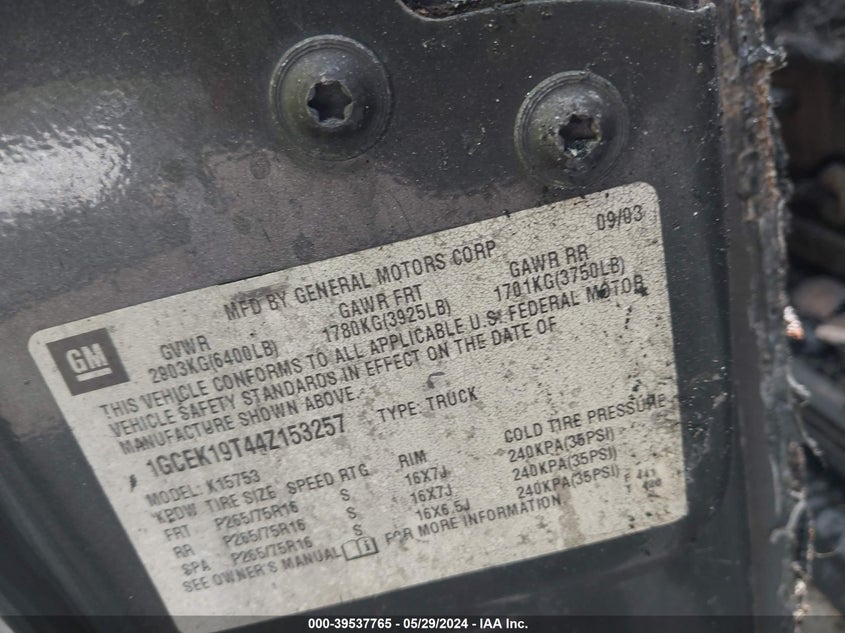 09/03
MFD BY GENERAL MOTORS CORP
GM
GVWR GAWR FRT GAWR RR
2903KG(6400LB) 1780KG(3925LB) 1701KG(3750LB)
THIS VEHICLE CONFORMS TO ALL APPLICABLE U.S. FEDERAL MOTOR
VEHICLE SAFETY STANDARDS IN EFFECT ON THE DATE OF
MANUFACTURE SHOWN ABOVE.
1GCEK19T44Z153257 TYPE: TRUCK
MODEL: K15753
TIRE SIZE SPEED RTG RIM COLD TIRE PRESSURE
FRT P265/75R16 S 16X7J 240KPA(35PSI)
RR P265/75R16 S 16X7J 240KPA(35PSI)
SPA P265/75R16 S 16X6.5J 240KPA(35PSI)
SEE OWNER'S MANUAL FOR MORE INFORMATION
000-39537765 - 05/29/2024 - IAA Inc.